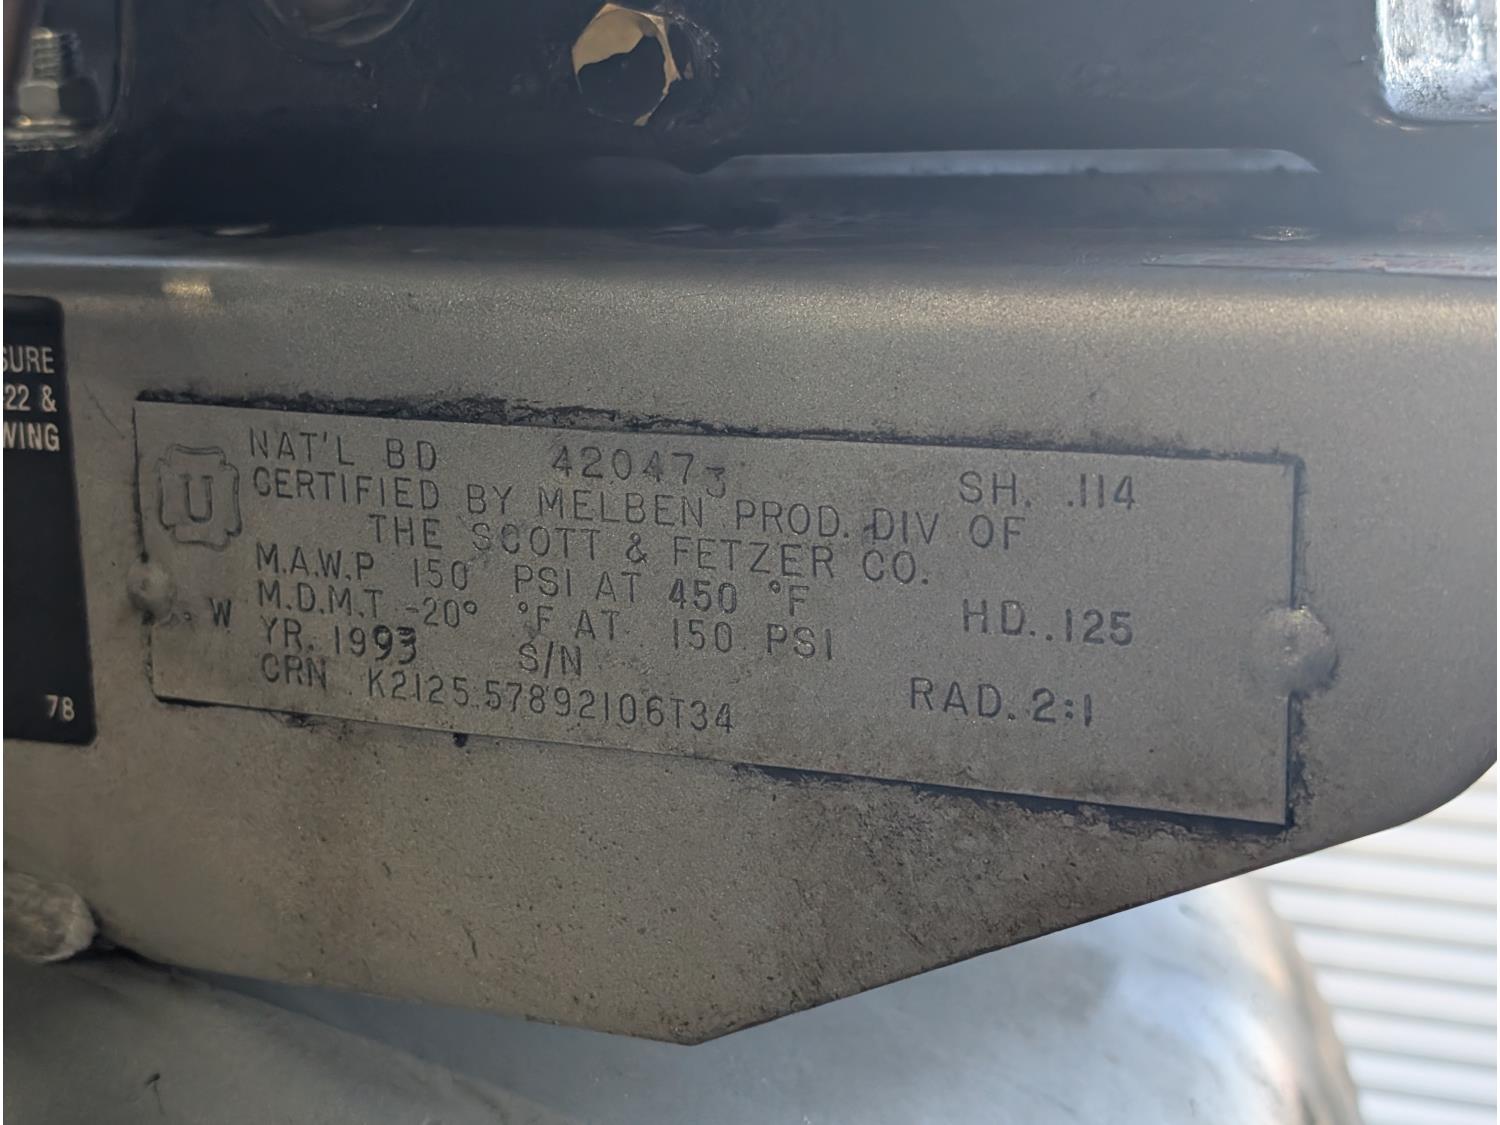 SURE
22 &
WING
78
U
W
NAT'L BD 420473 SH. .114
CERTIFIED BY MELBEN PROD. DIV OF
THE SCOTT & FETZER CO.
M.A.W.P 150 PSI AT 450 °F
M.D.M.T. -20° °F AT. 150 PSI H.D..125
YR. 1993 S/N
CRN K2125.57892106T34 RAD. 2:1